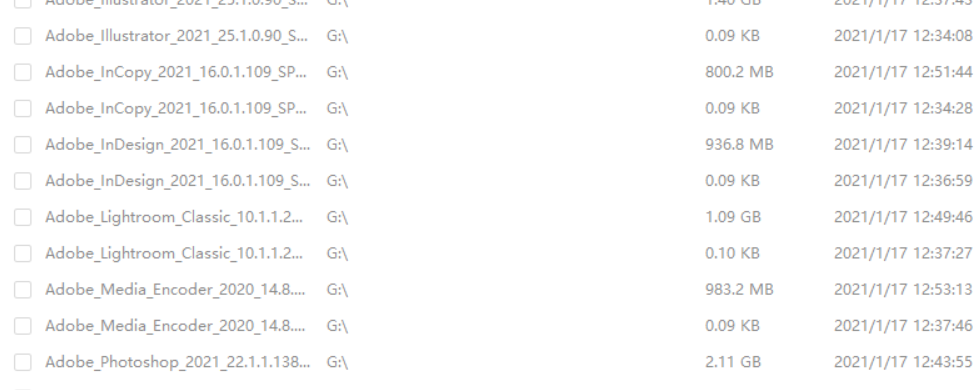 Adobe_Illustrator_2021_25.1.0.90_S... G:\ 1.40 GB 2021/1/17 12:37:43
Adobe_Illustrator_2021_25.1.0.90_S... G:\ 0.09 KB 2021/1/17 12:34:08
Adobe_InCopy_2021_16.0.1.109_SP... G:\ 800.2 MB 2021/1/17 12:51:44
Adobe_InCopy_2021_16.0.1.109_SP... G:\ 0.09 KB 2021/1/17 12:34:28
Adobe_InDesign_2021_16.0.1.109_S... G:\ 936.8 MB 2021/1/17 12:39:14
Adobe_InDesign_2021_16.0.1.109_S... G:\ 0.09 KB 2021/1/17 12:36:59
Adobe_Lightroom_Classic_10.1.1.2... G:\ 1.09 GB 2021/1/17 12:49:46
Adobe_Lightroom_Classic_10.1.1.2... G:\ 0.10 KB 2021/1/17 12:37:27
Adobe_Media_Encoder_2020_14.8.... G:\ 983.2 MB 2021/1/17 12:53:13
Adobe_Media_Encoder_2020_14.8.... G:\ 0.09 KB 2021/1/17 12:37:46
Adobe_Photoshop_2021_22.1.1.138... G:\ 2.11 GB 2021/1/17 12:43:55